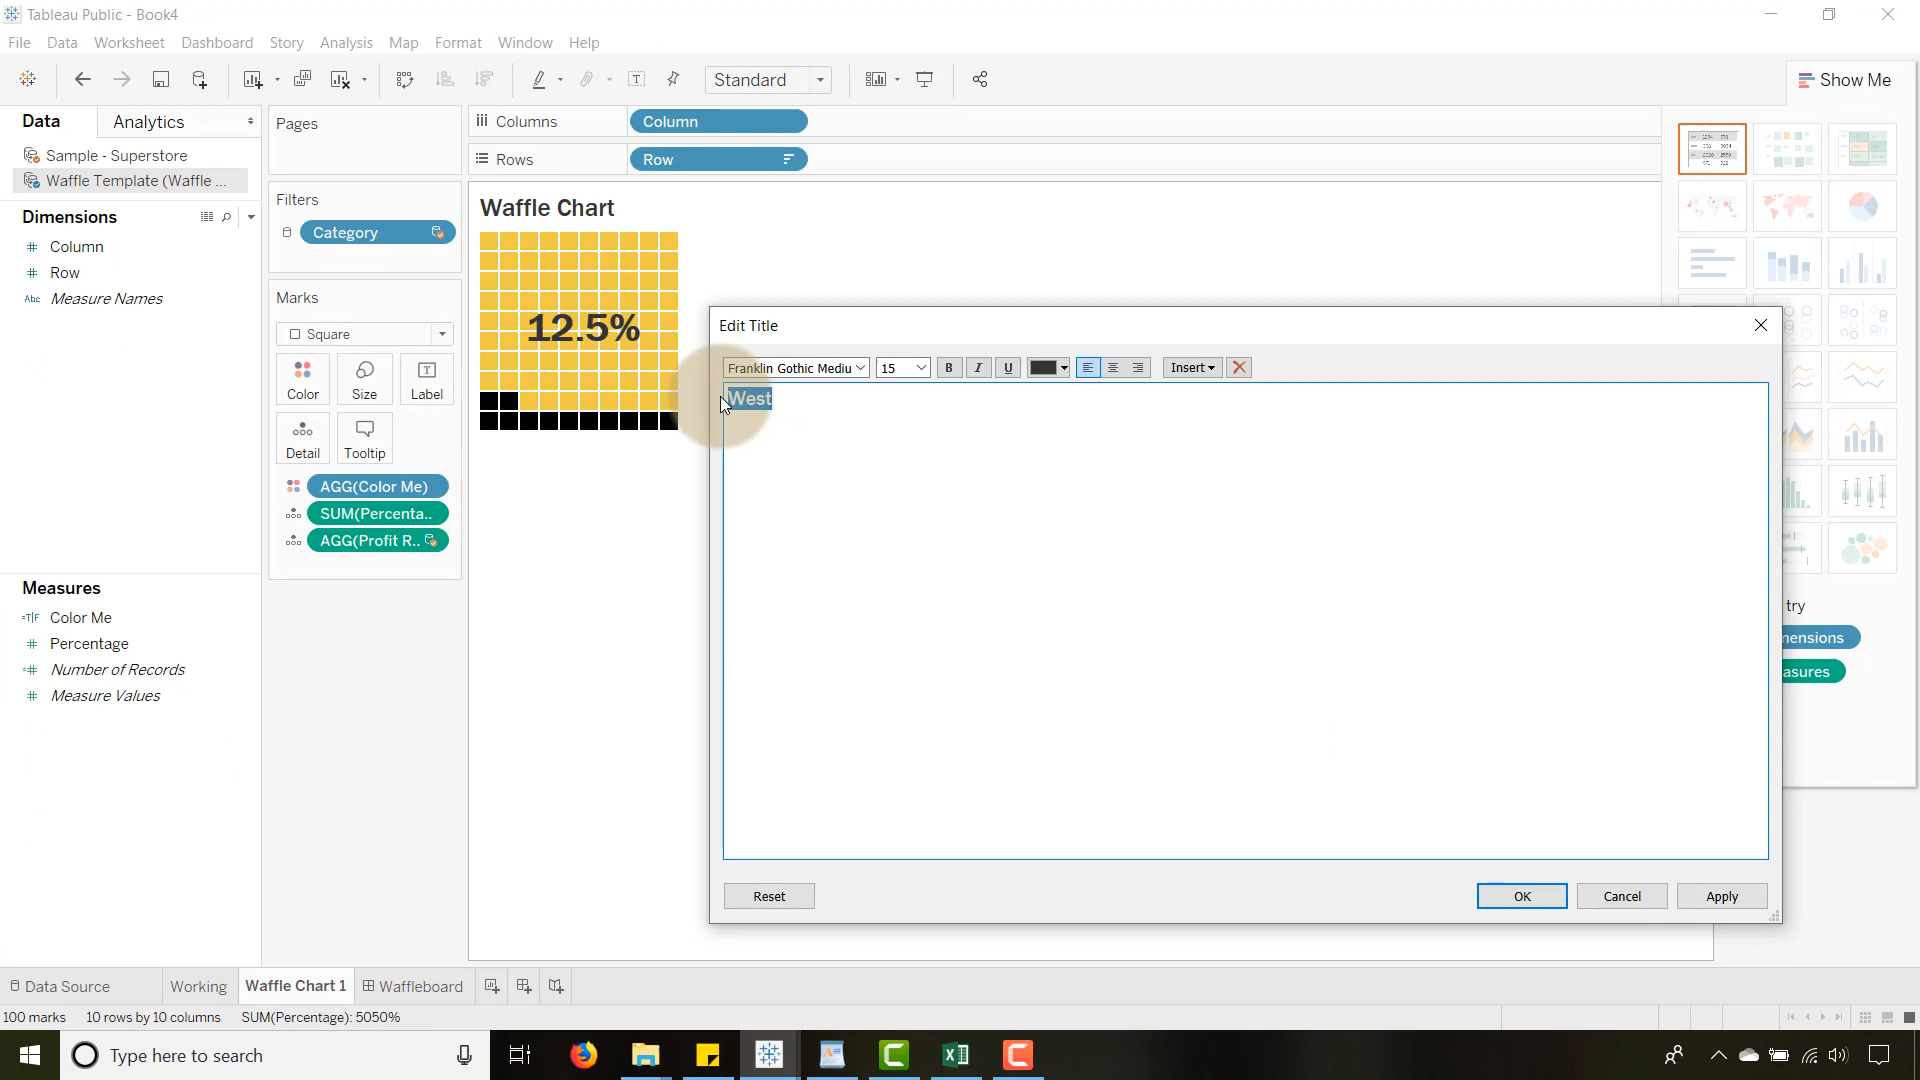 Tableau Public - Book4
File Data Worksheet Dashboard Story Analysis Map Format Window Help
Standard
Show Me
Data
Analytics
Pages
Columns
Column
Sample - Superstore
Rows
Row
Waffle Template (Waffle ...
Filters
Dimensions
Waffle Chart
Category
Column
Row
Abc Measure Names
Marks
12.5%
Edit Title
Square
Franklin Gothic Mediu
15
B I U
Insert
Color
Size
Label
West
Detail
Tooltip
AGG(Color Me)
SUM(Percenta..
AGG(Profit R..
Measures
try
=T|F Color Me
Percentage
mensions
Number of Records
asures
Measure Values
Reset
OK
Cancel
Apply
Data Source
Working
Waffle Chart 1
Waffleboard
100 marks
10 rows by 10 columns
SUM(Percentage): 5050%
Type here to search